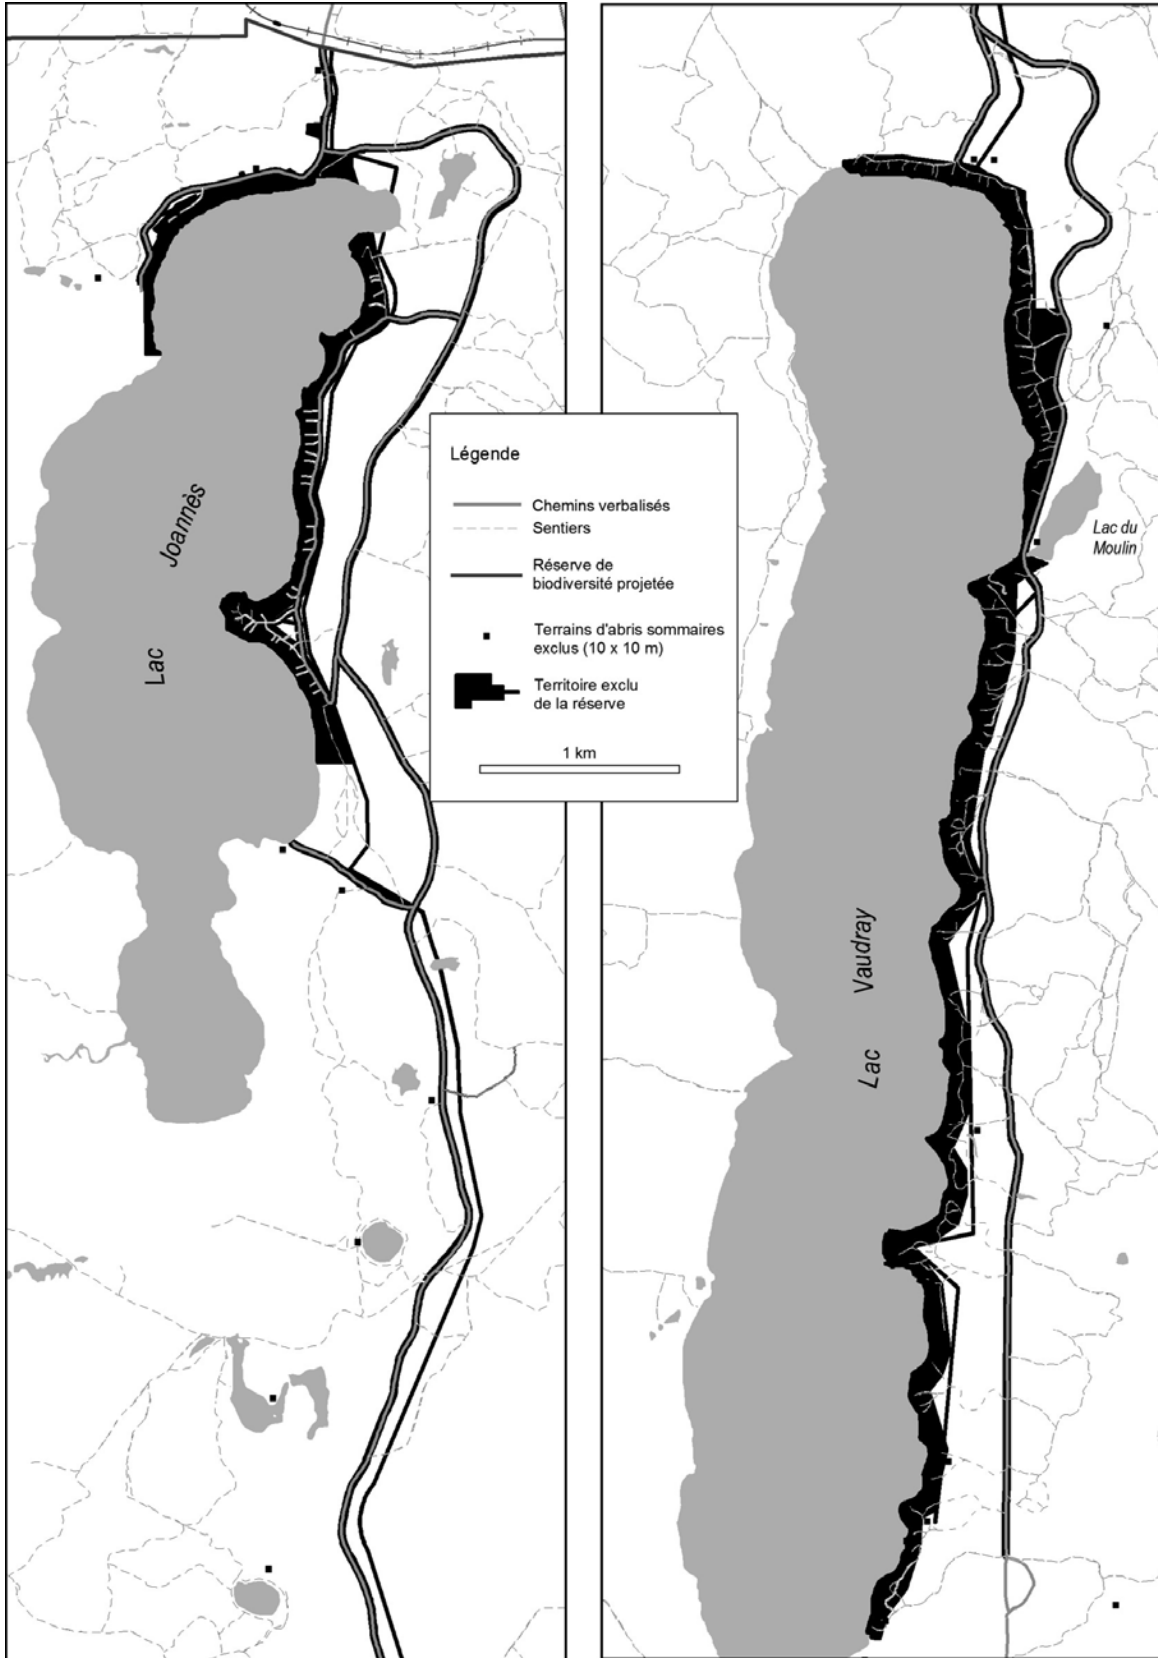 Légende
Chemins verbalisés
Sentiers
Réserve de
biodiversité projetée
Terrains d'abris sommaires
exclus (10 x 10 m)
Territoire exclu
de la réserve
1 km
Lac Joannès
Lac du
Moulin
Lac Vaudray